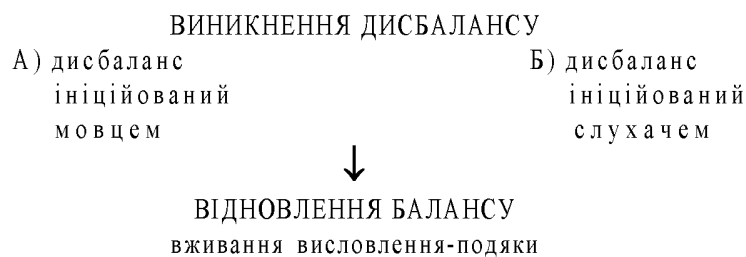 ВИНИКНЕННЯ ДИСБАЛАНСУ
А) дисбаланс
ініційований
мовцем
Б) дисбаланс
ініційований
слухачем
ВІДНОВЛЕННЯ БАЛАНСУ
вживання висловлення-подяки